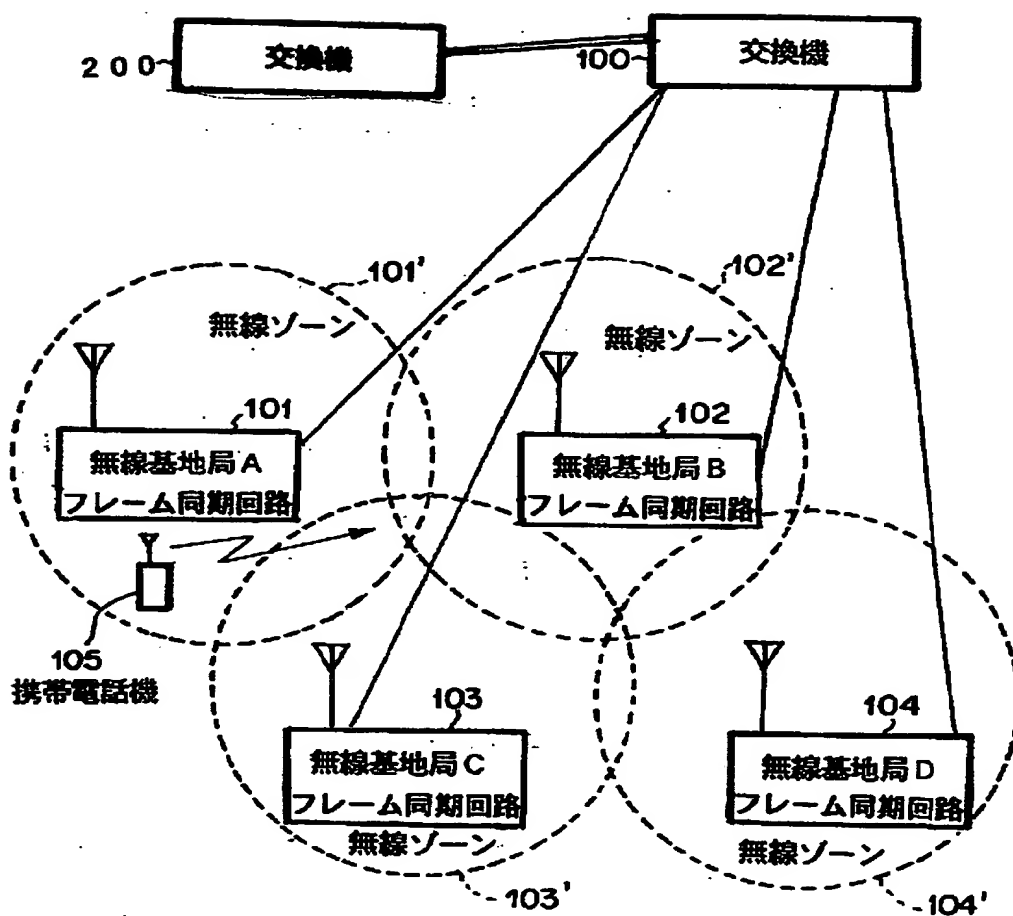 200
交換機
100
交換機
101'
102'
無線ゾーン
無線ゾーン
101
102
無線基地局A
フレーム同期回路
無線基地局B
フレーム同期回路
105
携帯電話機
103
104
無線基地局C
フレーム同期回路
無線基地局D
フレーム同期回路
無線ゾーン
無線ゾーン
103'
104'